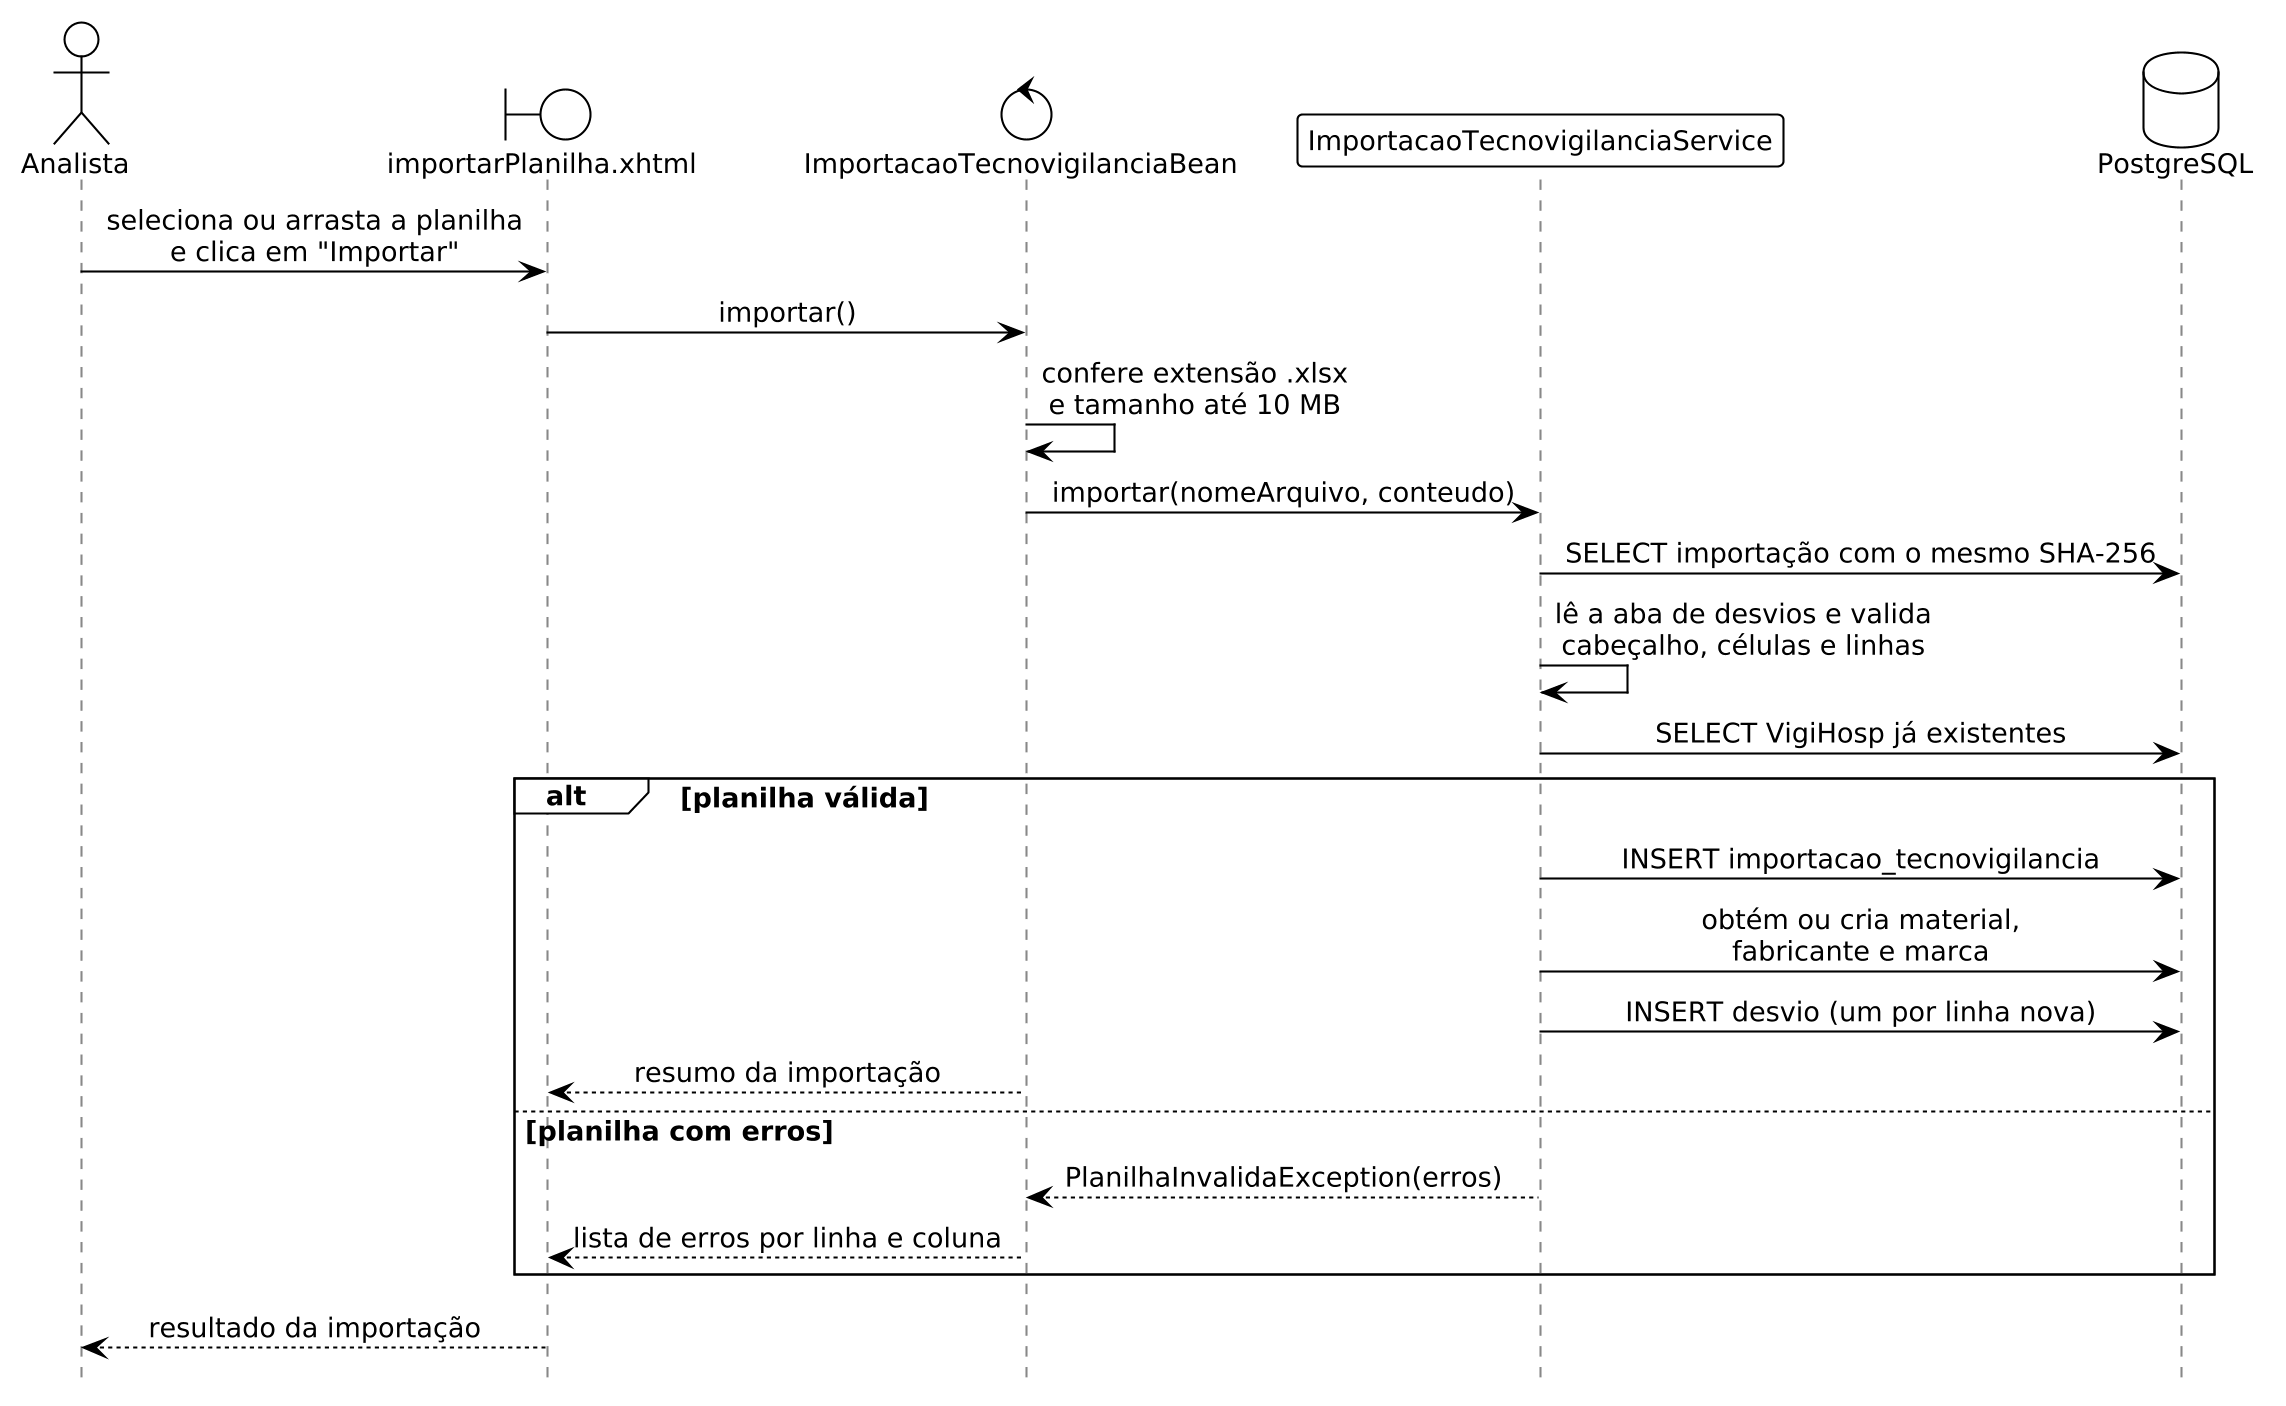 Analista
importarPlanilha.xhtml
ImportacaoTecnovigilanciaBean
ImportacaoTecnovigilanciaService
PostgreSQL
seleciona ou arrasta a planilha
e clica em "Importar"
importar()
confere extensão .xlsx
e tamanho até 10 MB
importar(nomeArquivo, conteudo)
SELECT importação com o mesmo SHA-256
lê a aba de desvios e valida
cabeçalho, células e linhas
SELECT VigiHosp já existentes
alt [planilha válida]
INSERT importacao_tecnovigilancia
obtém ou cria material,
fabricante e marca
INSERT desvio (um por linha nova)
resumo da importação
[planilha com erros]
PlanilhaInvalidaException(erros)
lista de erros por linha e coluna
resultado da importação